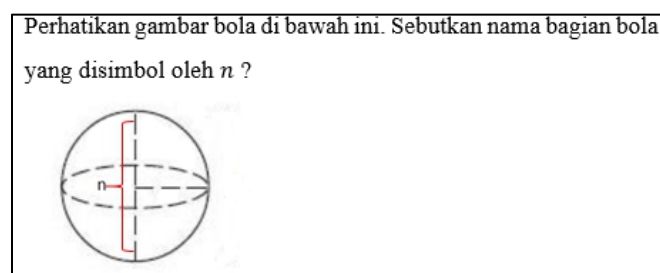 Perhatikan gambar bola di bawah ini. Sebutkan nama bagian bola
yang disimbol oleh n ?
n